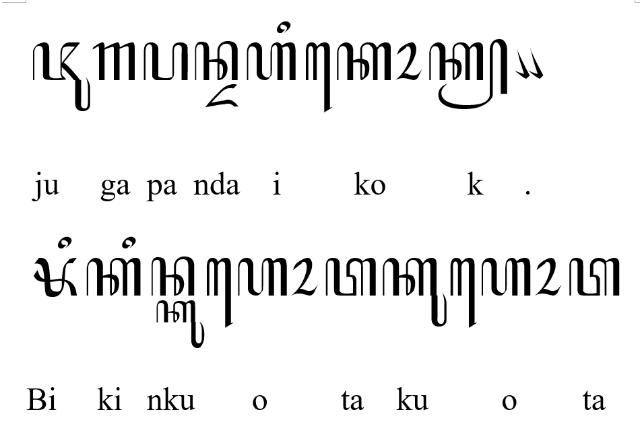 ꦗꦸꦒꦥꦤ꧀ꦢꦲꦶꦏꦺꦴꦏ꧀꧉
ju ga pa nda i ko k .
ꦧꦶꦏꦶꦤ꧀ꦏꦸꦲꦺꦴꦠꦏꦸꦲꦺꦴꦠ
Bi ki nku o ta ku o ta